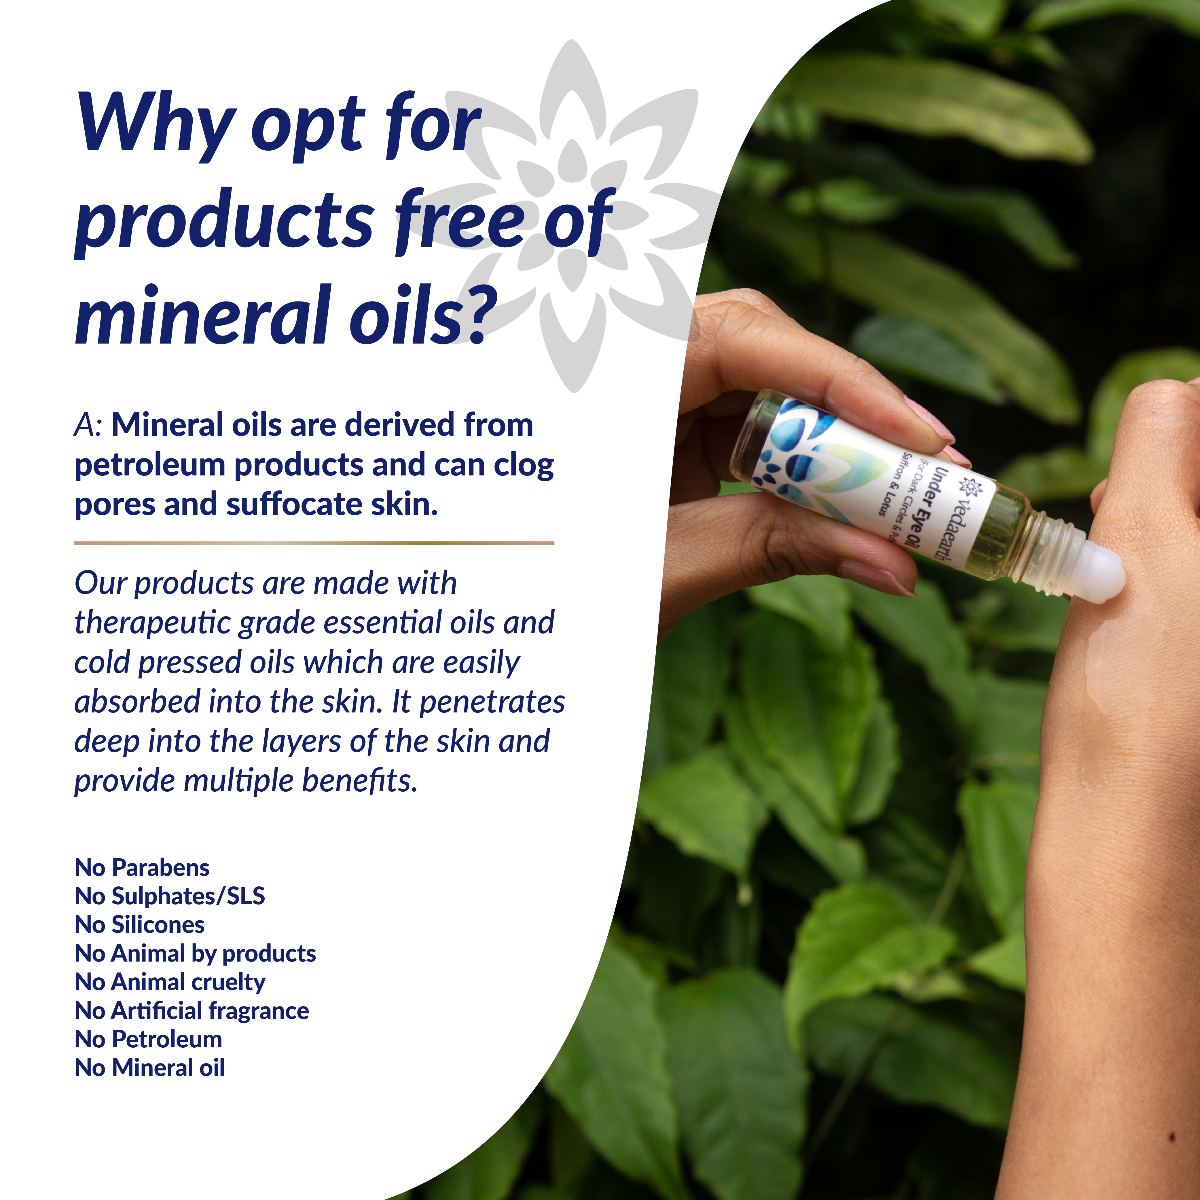 Why opt for
products free of
mineral oils?
A: Mineral oils are derived from
petroleum products and can clog
pores and suffocate skin.
Our products are made with
therapeutic grade essential oils and
cold pressed oils which are easily
absorbed into the skin. It penetrates
deep into the layers of the skin and
provide multiple benefits.
No Parabens
No Sulphates/SLS
No Silicones
No Animal by products
No Animal cruelty
No Artificial fragrance
No Petroleum
No Mineral oil
vedaearth
Under Eye Oil
(For Dark Circles &
Saffron & Lotus